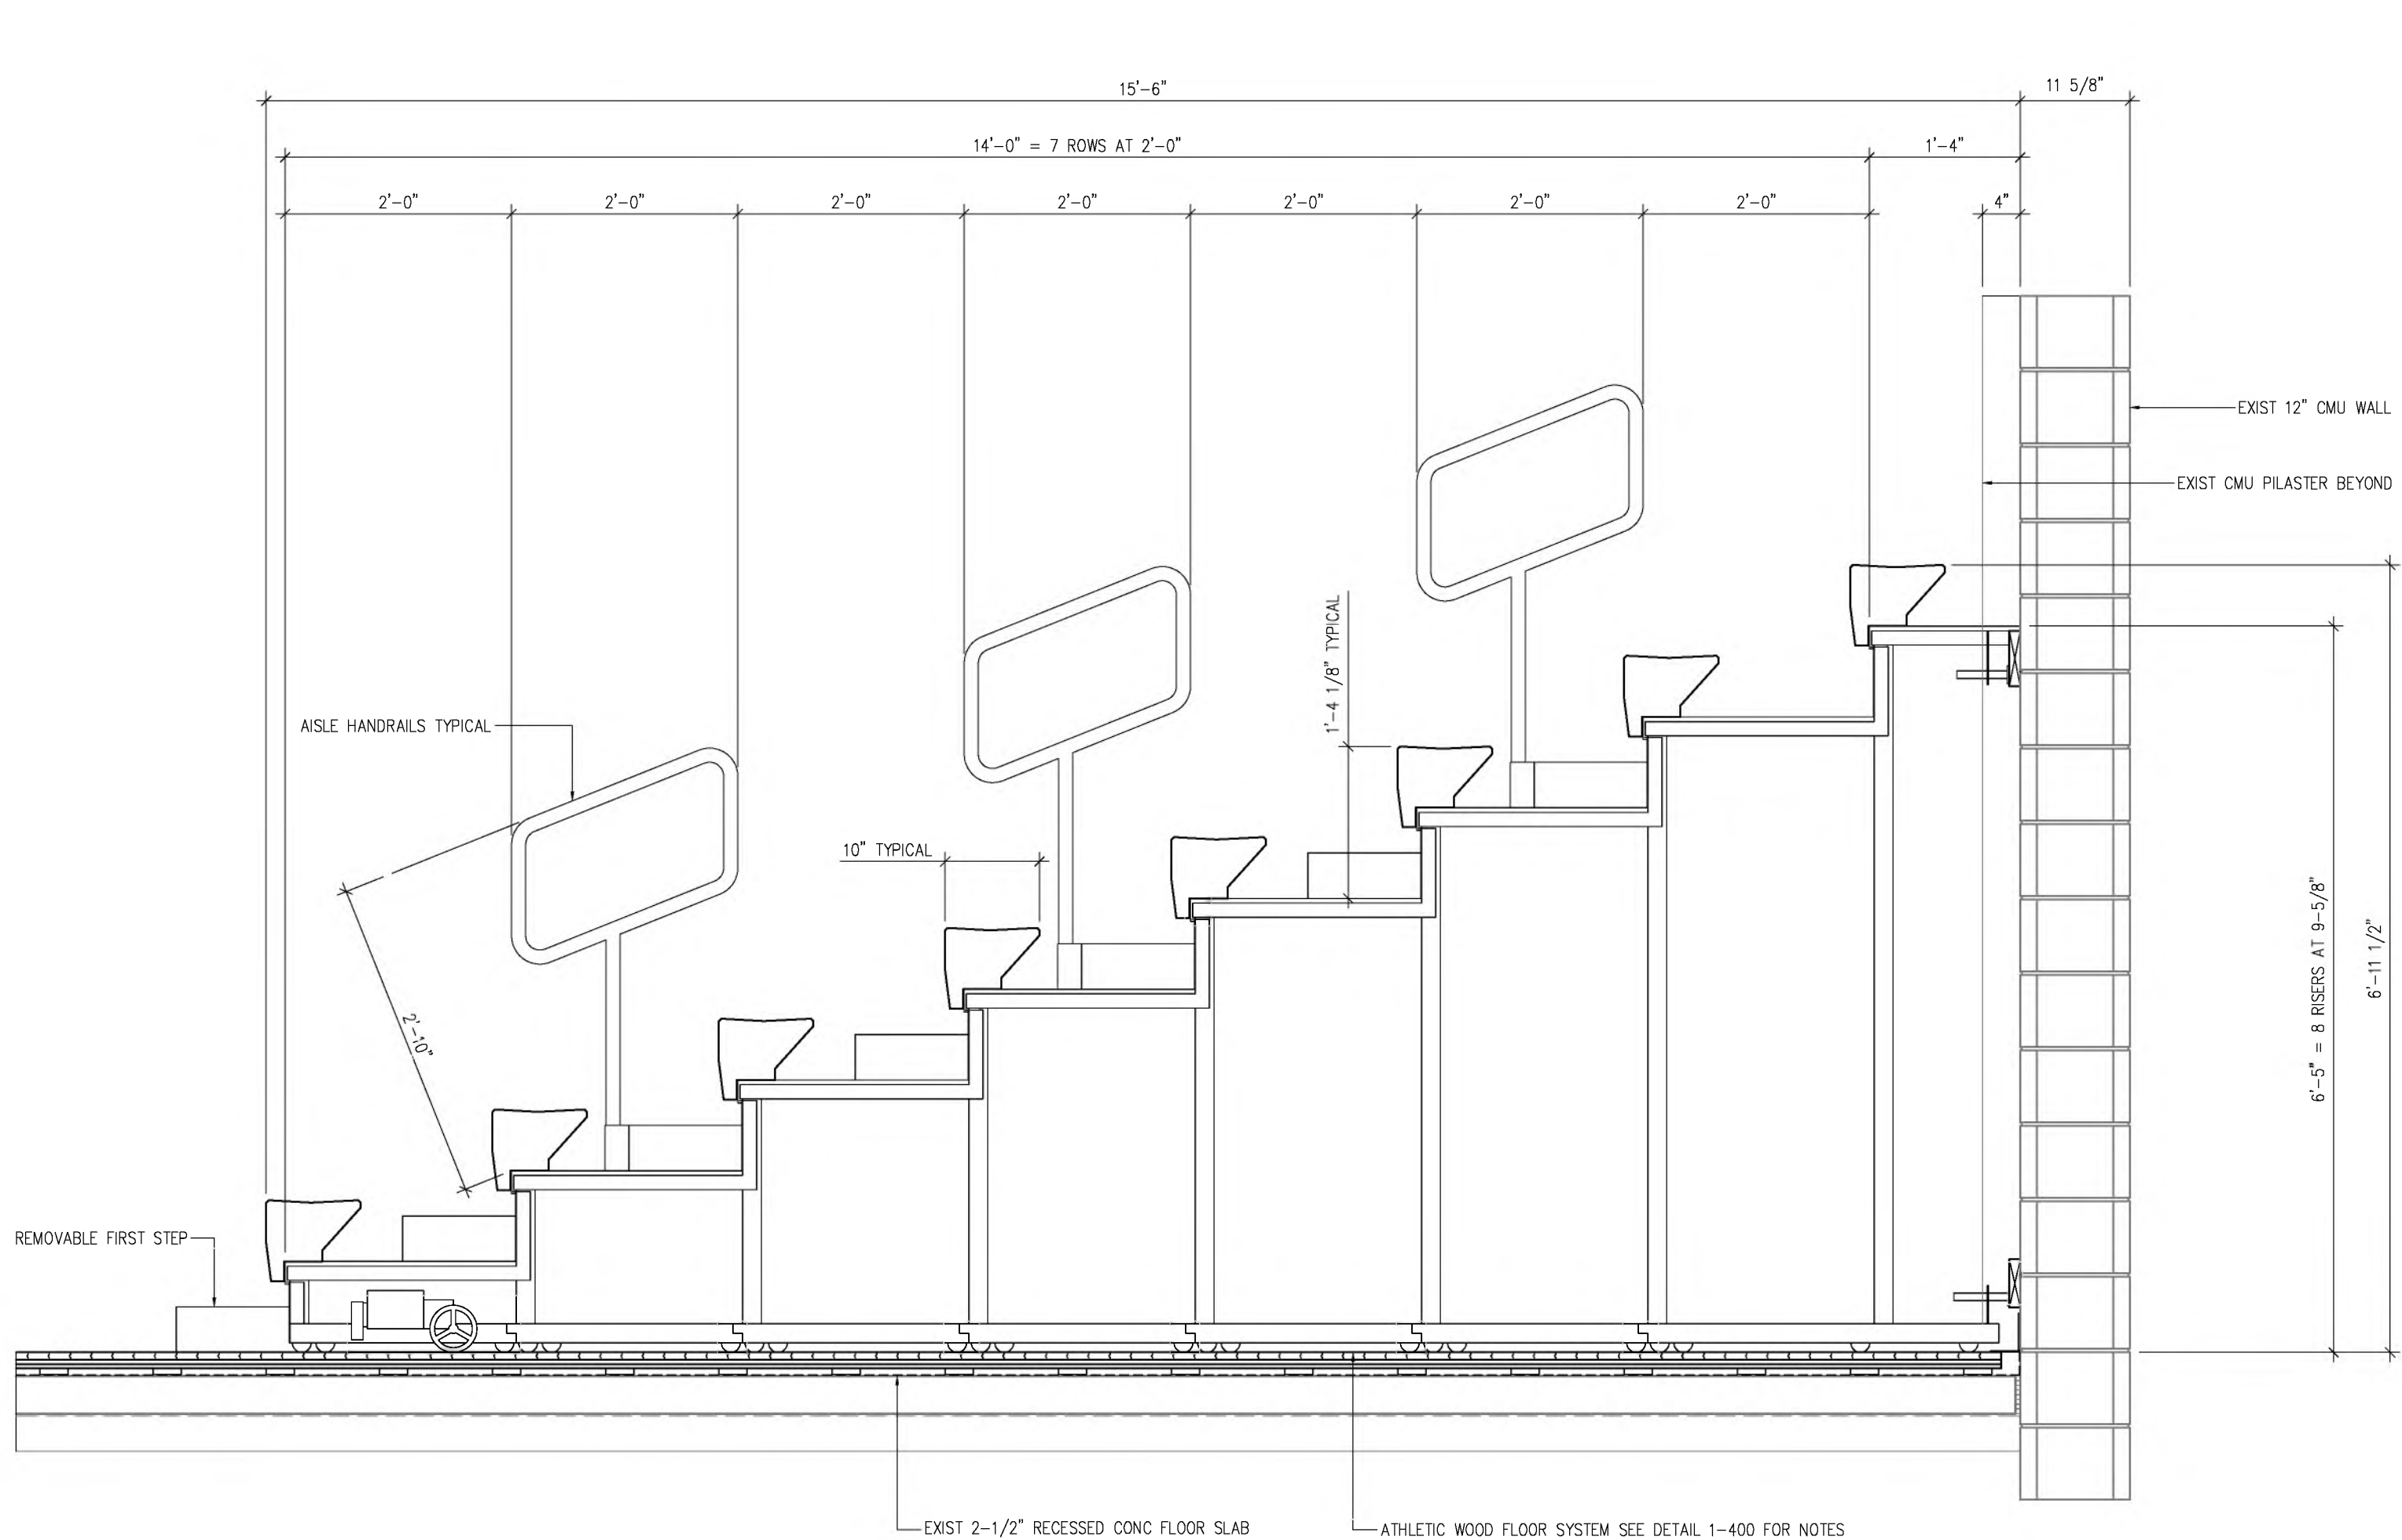 15'-6"
11 5/8"
14'-0" = 7 ROWS AT 2'-0"
1'-4"
2'-0"
2'-0"
2'-0"
2'-0"
2'-0"
2'-0"
2'-0"
4"
EXIST 12" CMU WALL
EXIST CMU PILASTER BEYOND
1'-4 1/8" TYPICAL
AISLE HANDRAILS TYPICAL
10" TYPICAL
2'-10"
6'-5" = 8 RISERS AT 9-5/8"
6'-11 1/2"
REMOVABLE FIRST STEP
EXIST 2-1/2" RECESSED CONC FLOOR SLAB
ATHLETIC WOOD FLOOR SYSTEM SEE DETAIL 1-400 FOR NOTES